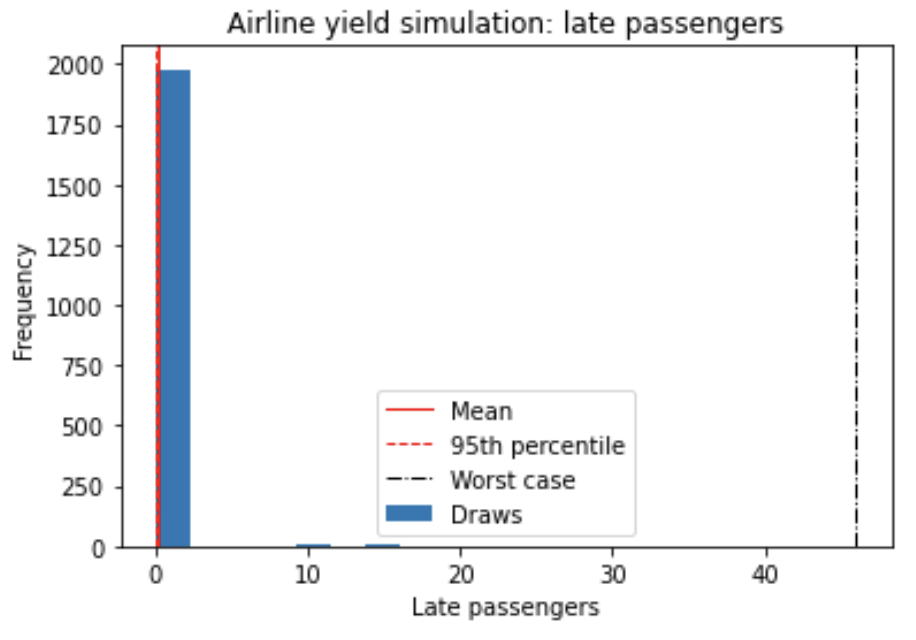 Airline yield simulation: late passengers
2000
1750
1500
1250
1000
750
500
250
0
Frequency
Mean
95th percentile
Worst case
Draws
0 10 20 30 40
Late passengers